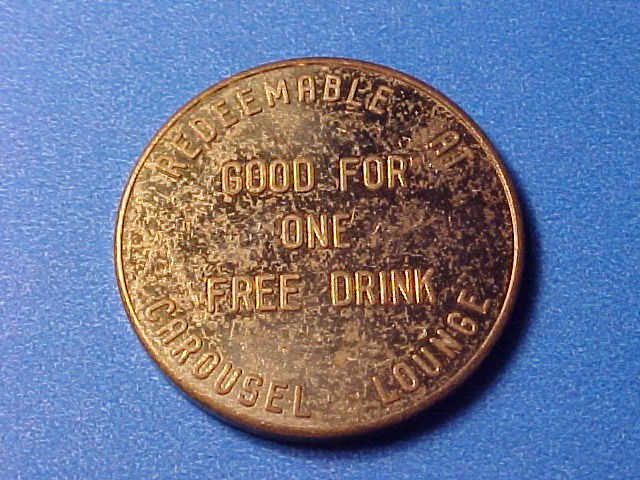 REDEEMABLE AT
GOOD FOR
ONE
FREE DRINK
CAROUSEL LOUNGE